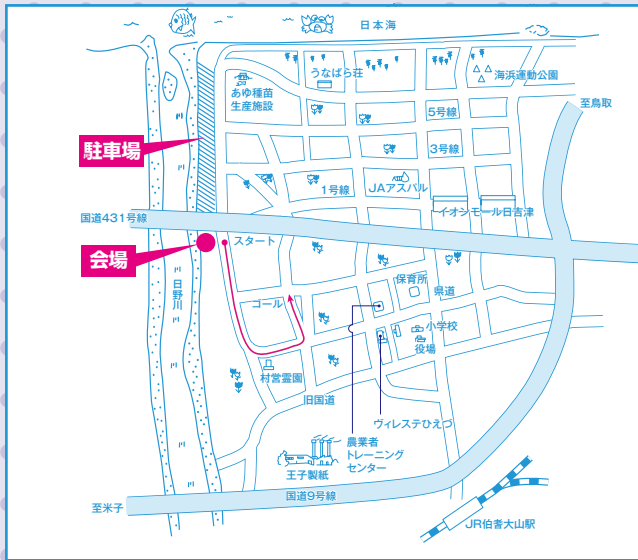 日本海
うなばら荘
海浜運動公園
あゆ種苗
生産施設
至鳥取
5号線
駐車場
3号線
1号線
JAアスパル
イオンモール日吉津
国道431号線
スタート
会場
保育所
県道
日野川
ゴール
小学校
役場
村営霊園
旧国道
ヴィレステひえづ
農業者
トレーニング
センター
王子製紙
国道9号線
至米子
JR伯耆大山駅